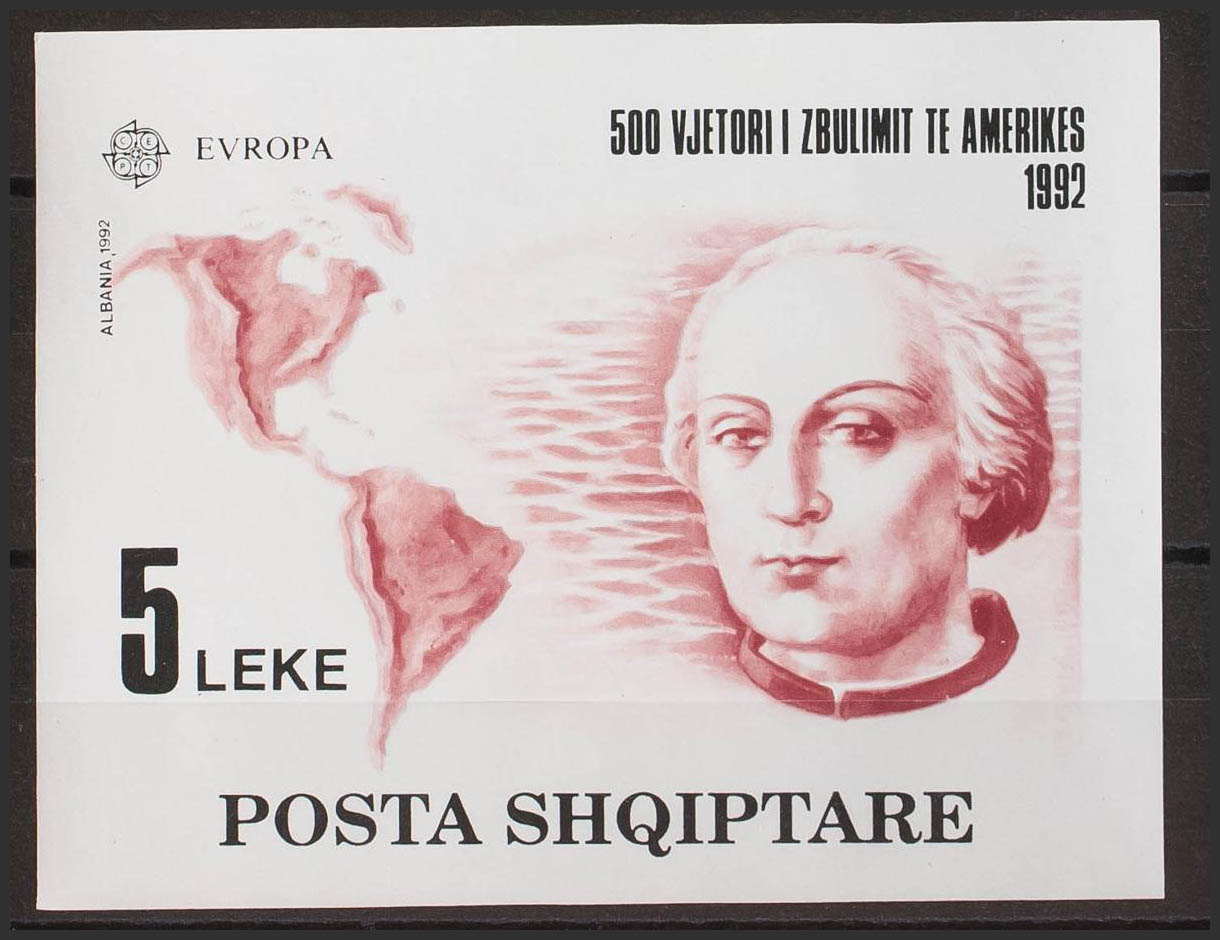 EVROPA
C E
P T
500 VJETORI I ZBULIMIT TE AMERIKES
1992
ALBANIA, 1992
5 LEKE
POSTA SHQIPTARE